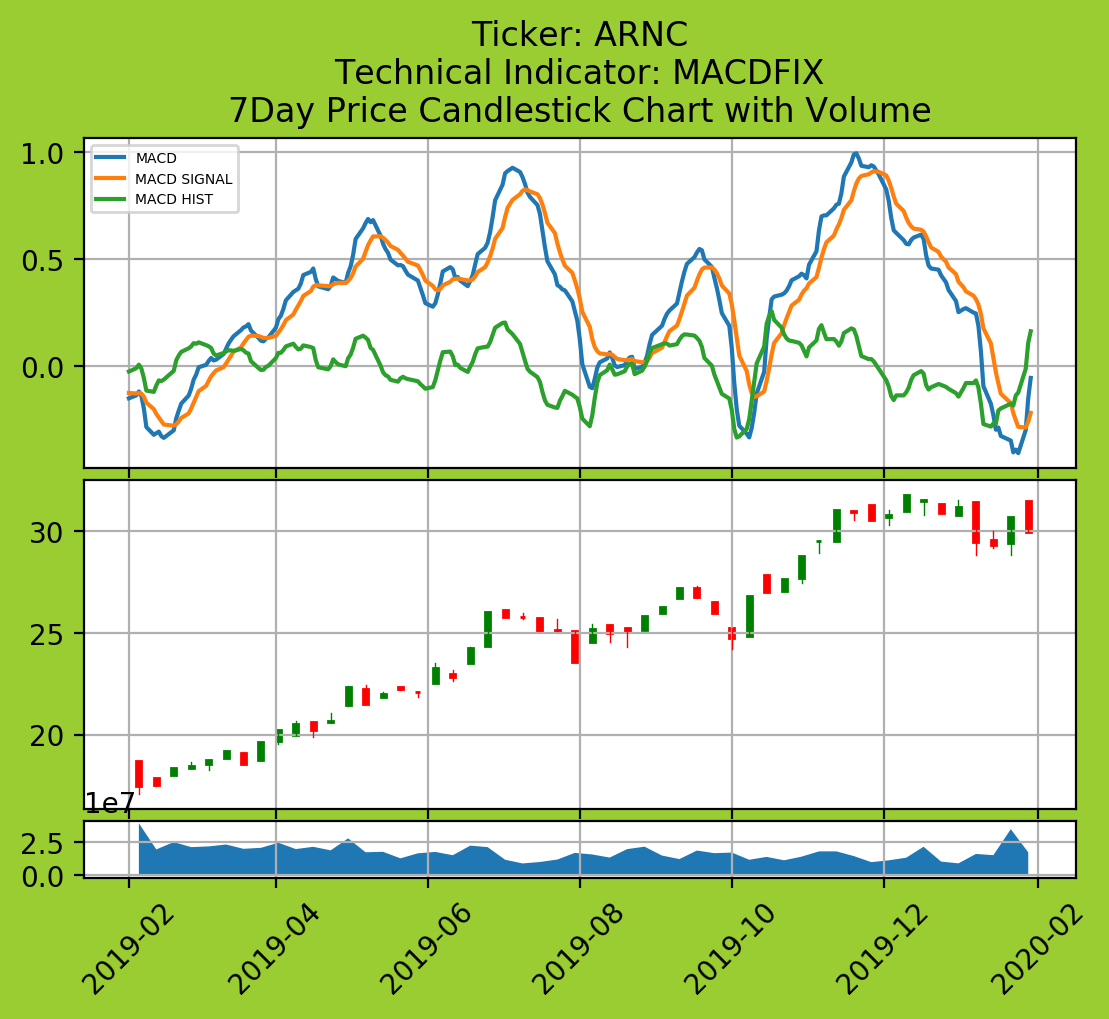 Ticker: ARNC
Technical Indicator: MACDFIX
7Day Price Candlestick Chart with Volume
1.0
0.5
0.0
MACD
MACD SIGNAL
MACD HIST
30
25
20
1e7
2.5
0.0
2019-02
2019-04
2019-06
2019-08
2019-10
2019-12
2020-02